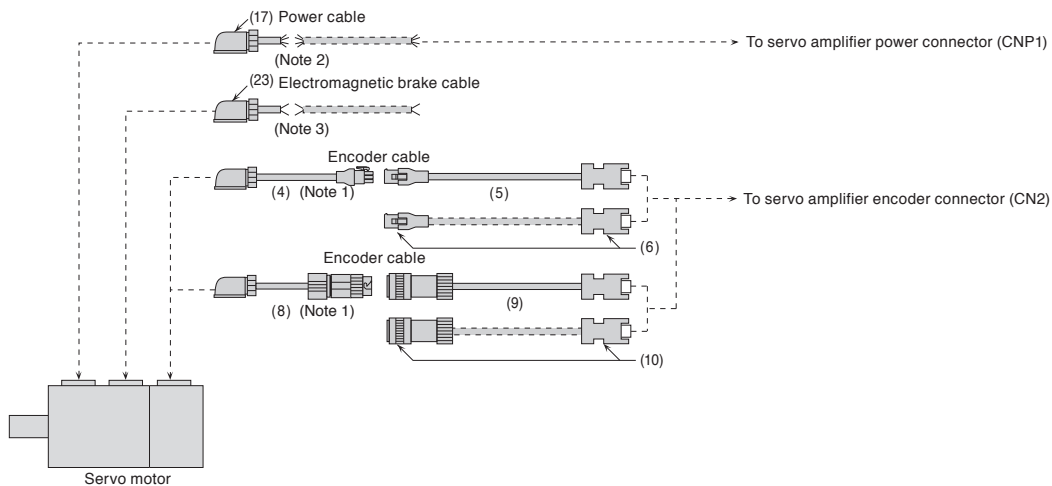 (17) Power cable
To servo amplifier power connector (CNP1)
(Note 2)
(23) Electromagnetic brake cable
(Note 3)
Encoder cable
(4) (Note 1)
(5)
To servo amplifier encoder connector (CN2)
(6)
Encoder cable
(8) (Note 1)
(9)
(10)
Servo motor